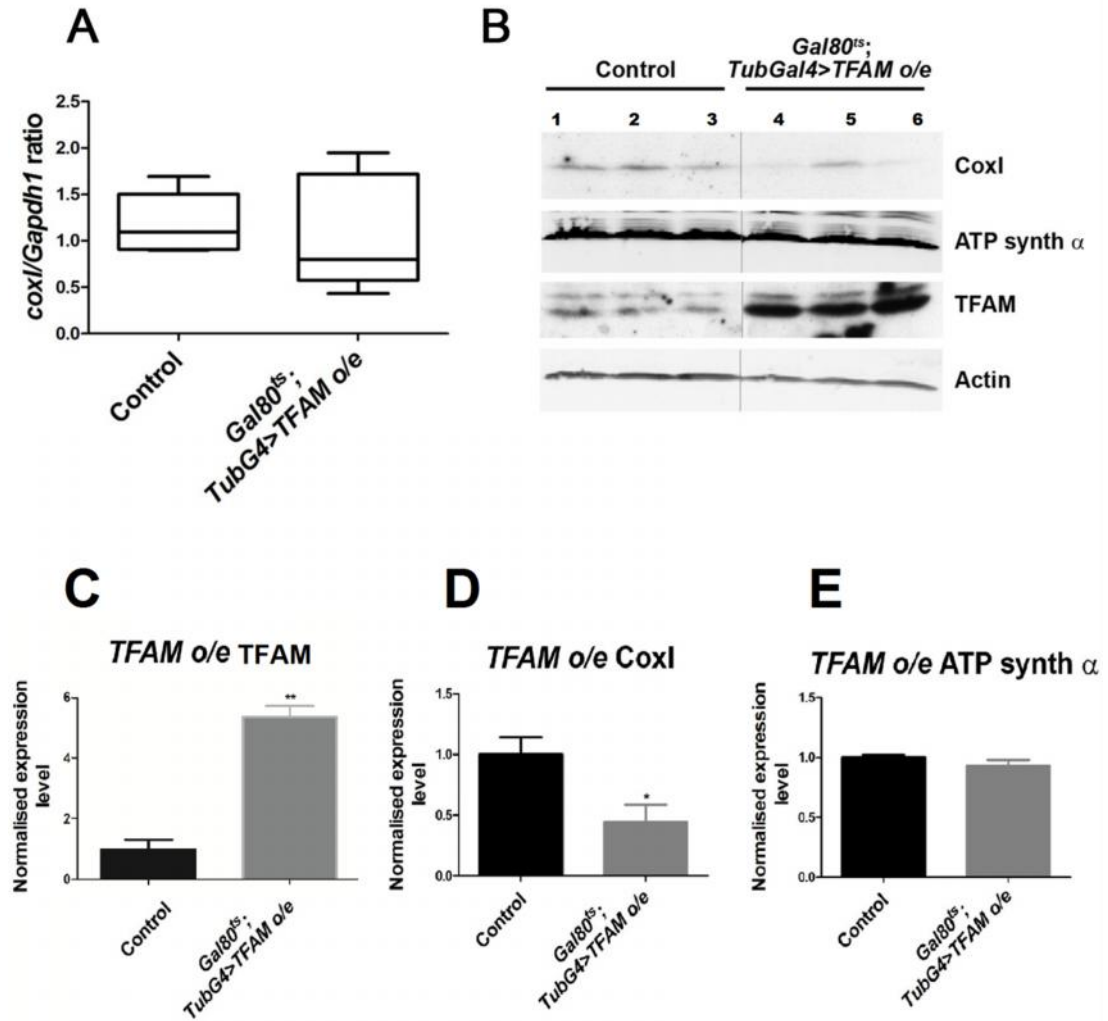 A
coxI/Gapdh1 ratio
2.5
2.0
1.5
1.0
0.5
0.0
Control
Gal80ts;
TubG4>TFAM o/e
B
Control
Gal80ts;
TubGal4>TFAM o/e
1 2 3 4 5 6
CoxI
ATP synth α
TFAM
Actin
C
TFAM o/e TFAM
Normalised expression
level
6
4
2
0
**
Control
Gal80ts;
TubG4>TFAM o/e
D
TFAM o/e CoxI
Normalised expression
level
1.5
1.0
0.5
0.0
*
Control
Gal80ts;
TubG4>TFAM o/e
E
TFAM o/e ATP synth α
Normalised expression
level
1.5
1.0
0.5
0.0
Control
Gal80ts;
TubG4>TFAM o/e